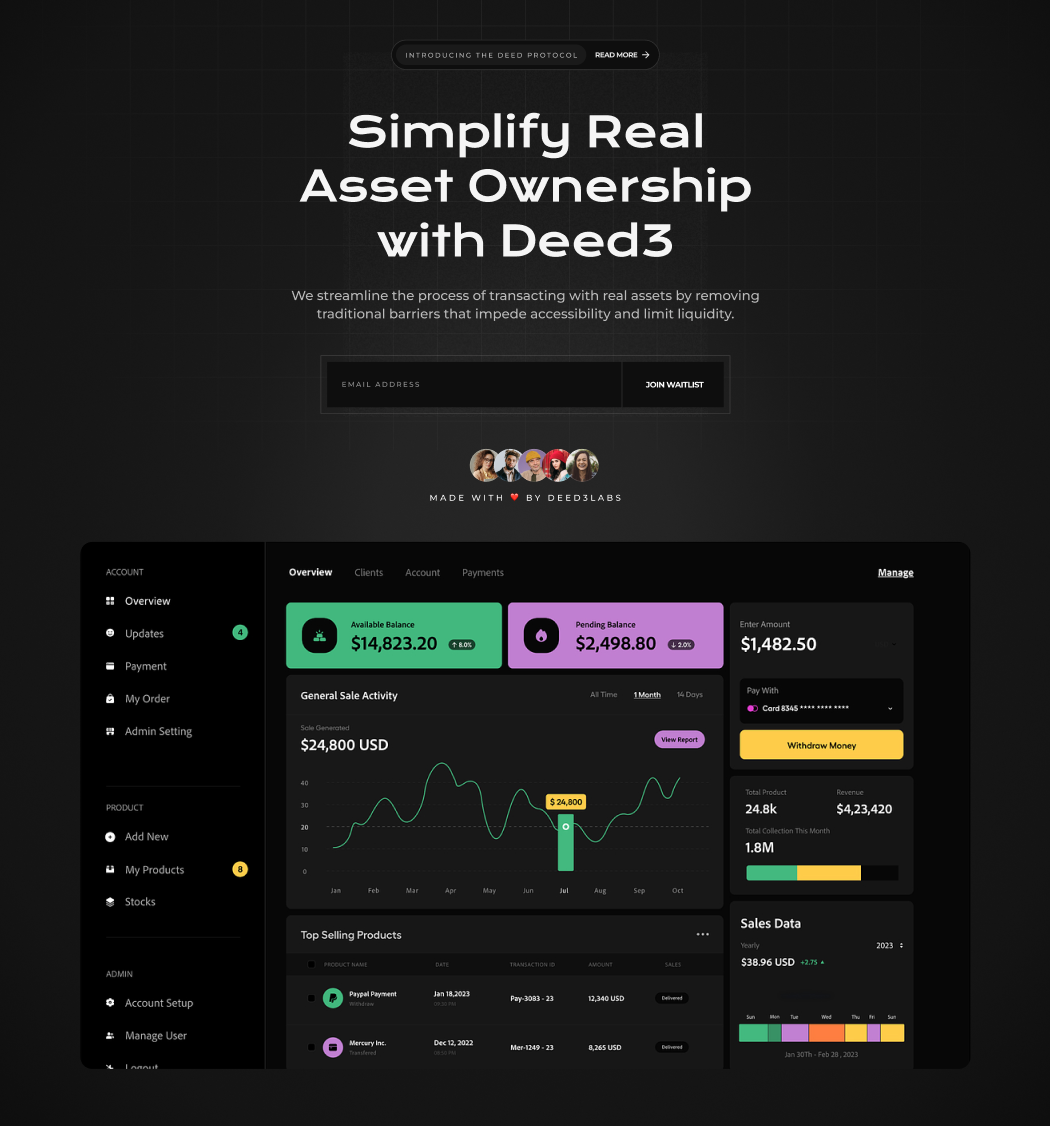 INTRODUCING THE DEED PROTOCOL READ MORE →
Simplify Real
Asset Ownership
with Deed3
We streamline the process of transacting with real assets by removing
traditional barriers that impede accessibility and limit liquidity.
EMAIL ADDRESS JOIN WAITLIST
MADE WITH ❤️ BY DEED3LABS
ACCOUNT
Overview
Updates 4
Payment
My Order
Admin Setting
PRODUCT
Add New
My Products 8
Stocks
ADMIN
Account Setup
Manage User
Logout
Overview Clients Account Payments Manage
Available Balance
$14,823.20 ↑ 8.0%
Pending Balance
$2,498.80 ↓ 2.0%
General Sale Activity All Time 1 Month 14 Days
Sale Generated
$24,800 USD View Report
40
30
20
10
0
$ 24,800
Jan Feb Mar Apr May Jun Jul Aug Sep Oct
Top Selling Products •••
PRODUCT NAME DATE TRANSACTION ID AMOUNT SALES
Paypal Payment Jan 18,2023 Pay-3083 - 23 12,340 USD Delivered
Withdraw
Mercury Inc. Dec 12, 2022 Mer-1249 - 23 8,265 USD Delivered
Transfered
Enter Amount
$1,482.50
Pay With
Card 8345 **** **** ****
Withdraw Money
Total Product Revenue
24.8k $4,23,420
Total Collection This Month
1.8M
Sales Data
Yearly 2023
$38.96 USD +2.75 ▲
Sun Mon Tue Wed Thu Fri Sun
Jan 30Th - Feb 28 , 2023